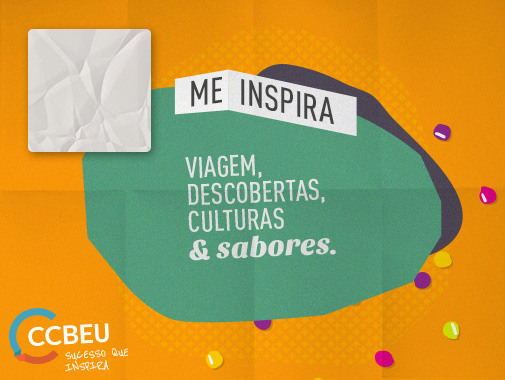 ME INSPIRA
VIAGEM,
DESCOBERTAS,
CULTURAS
& sabores.
CCBEU
SUCESSO QUE
INSPIRA